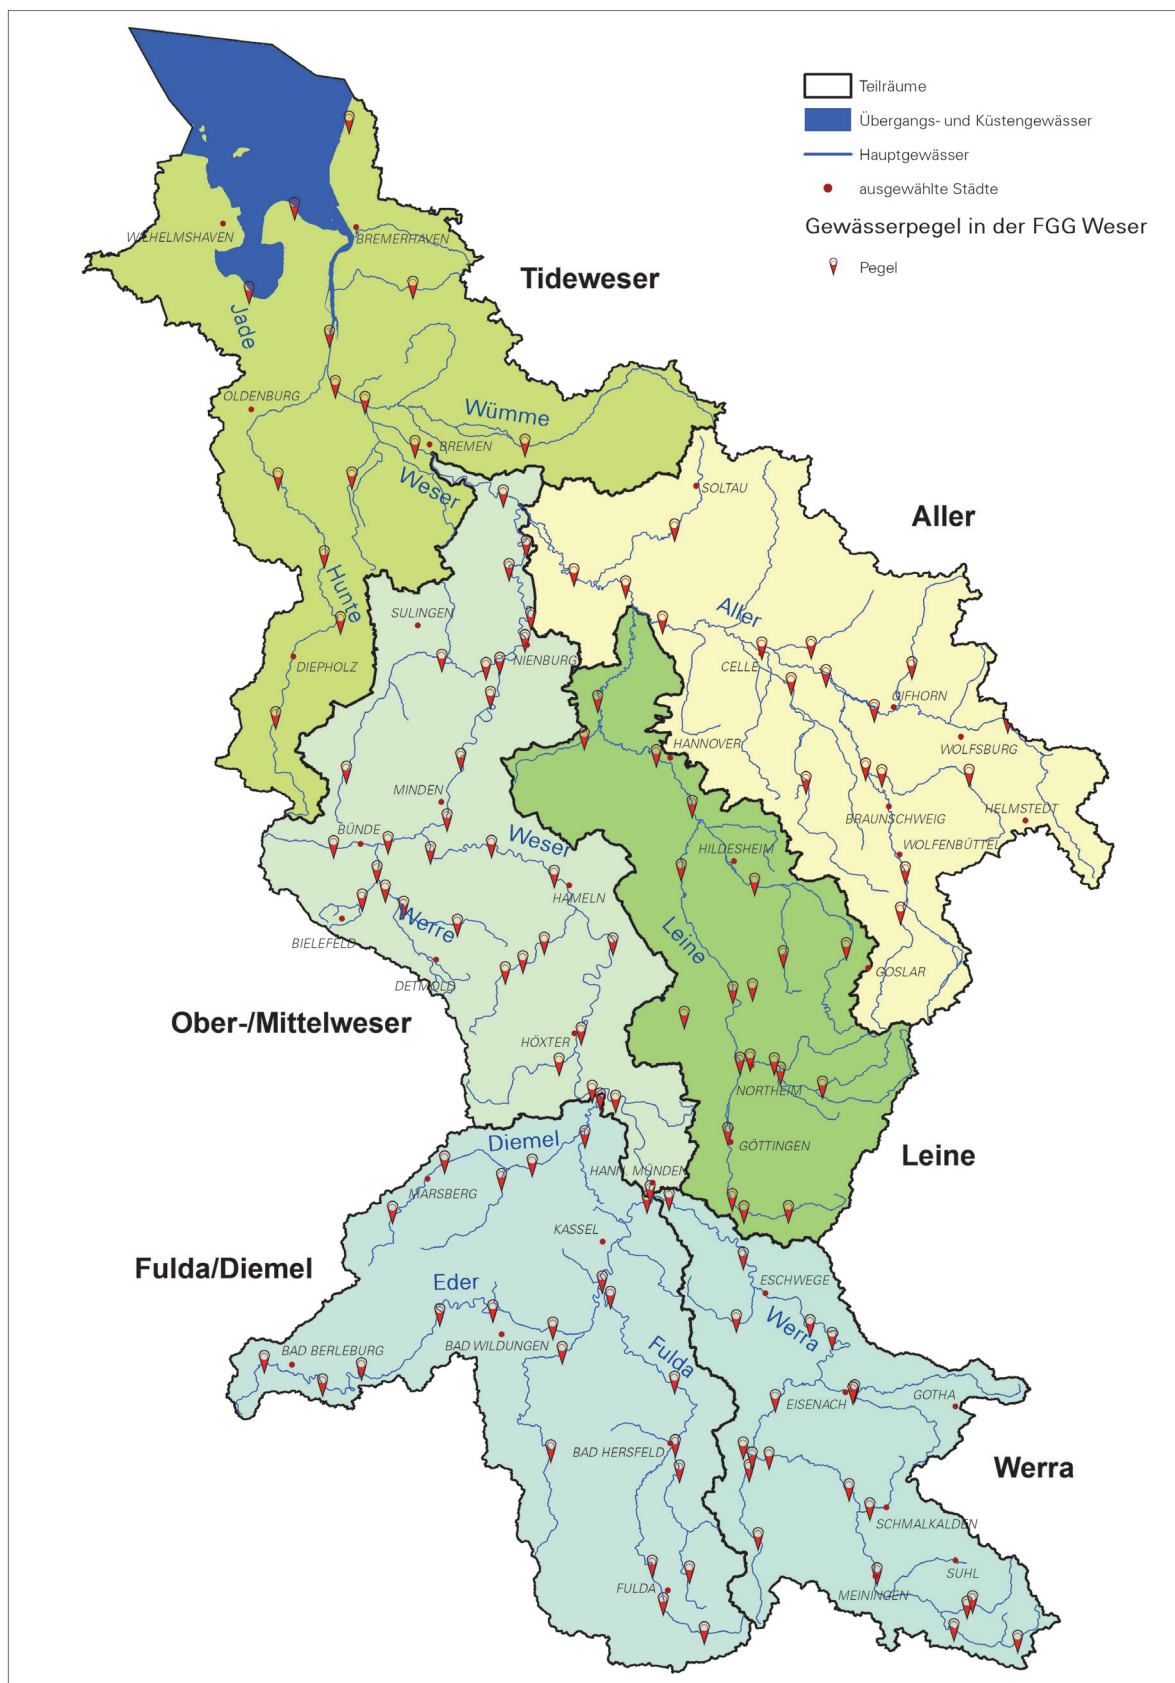 Teilräume
Übergangs- und Küstengewässer
Hauptgewässer
ausgewählte Städte
Gewässerpegel in der FGG Weser
Pegel
WILHELMSHAVEN
BREMERHAVEN
Tideweser
Jade
OLDENBURG
Wümme
BREMEN
Weser
SOLTAU
Aller
Hunte
SULINGEN
Aller
DIEPHOLZ
NIENBURG
CELLE
GIFHORN
HANNOVER
WOLFSBURG
MINDEN
HELMSTEDT
BRAUNSCHWEIG
BÜNDE
Weser
HILDESHEIM
WOLFENBÜTTEL
HAMELN
Werre
BIELEFELD
Leine
GOSLAR
DETMOLD
Ober-/Mittelweser
HÖXTER
NORTHEIM
Diemel
GÖTTINGEN
Leine
HANN. MÜNDEN
MARSBERG
KASSEL
Fulda/Diemel
Eder
ESCHWEGE
Werra
BAD WILDUNGEN
BAD BERLEBURG
Fulda
EISENACH
GOTHA
BAD HERSFELD
Werra
SCHMALKALDEN
SUHL
FULDA
MEININGEN